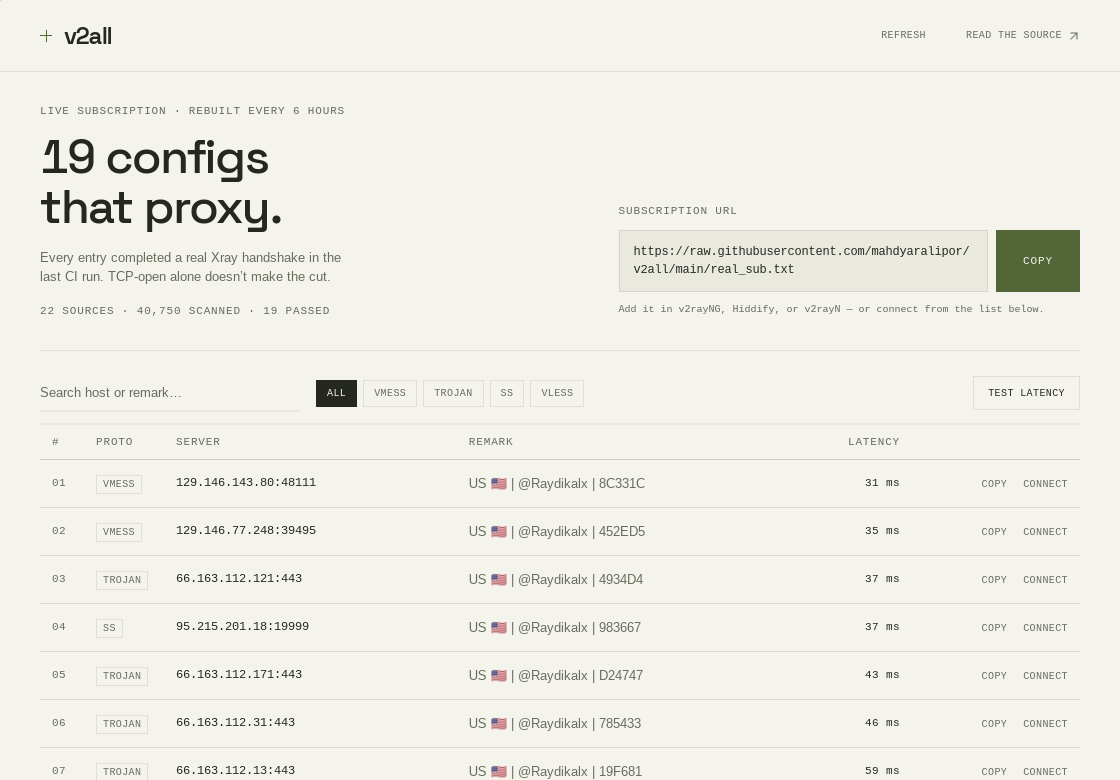 v2all
REFRESH
READ THE SOURCE
LIVE SUBSCRIPTION · REBUILT EVERY 6 HOURS
19 configs
that proxy.
Every entry completed a real Xray handshake in the
last CI run. TCP-open alone doesn’t make the cut.
22 SOURCES · 40,750 SCANNED · 19 PASSED
SUBSCRIPTION URL
https://raw.githubusercontent.com/mahdyaralipor/
v2all/main/real_sub.txt
COPY
Add it in v2rayNG, Hiddify, or v2rayN — or connect from the list below.
Search host or remark…
ALL VMESS TROJAN SS VLESS
TEST LATENCY
# PROTO SERVER REMARK LATENCY
01 VMESS 129.146.143.80:48111 US 🇺🇸 | @Raydikalx | 8C331C 31 ms COPY CONNECT
02 VMESS 129.146.77.248:39495 US 🇺🇸 | @Raydikalx | 452ED5 35 ms COPY CONNECT
03 TROJAN 66.163.112.121:443 US 🇺🇸 | @Raydikalx | 4934D4 37 ms COPY CONNECT
04 SS 95.215.201.18:19999 US 🇺🇸 | @Raydikalx | 983667 37 ms COPY CONNECT
05 TROJAN 66.163.112.171:443 US 🇺🇸 | @Raydikalx | D24747 43 ms COPY CONNECT
06 TROJAN 66.163.112.31:443 US 🇺🇸 | @Raydikalx | 785433 46 ms COPY CONNECT
07 TROJAN 66.163.112.13:443 US 🇺🇸 | @Raydikalx | 19F681 59 ms COPY CONNECT